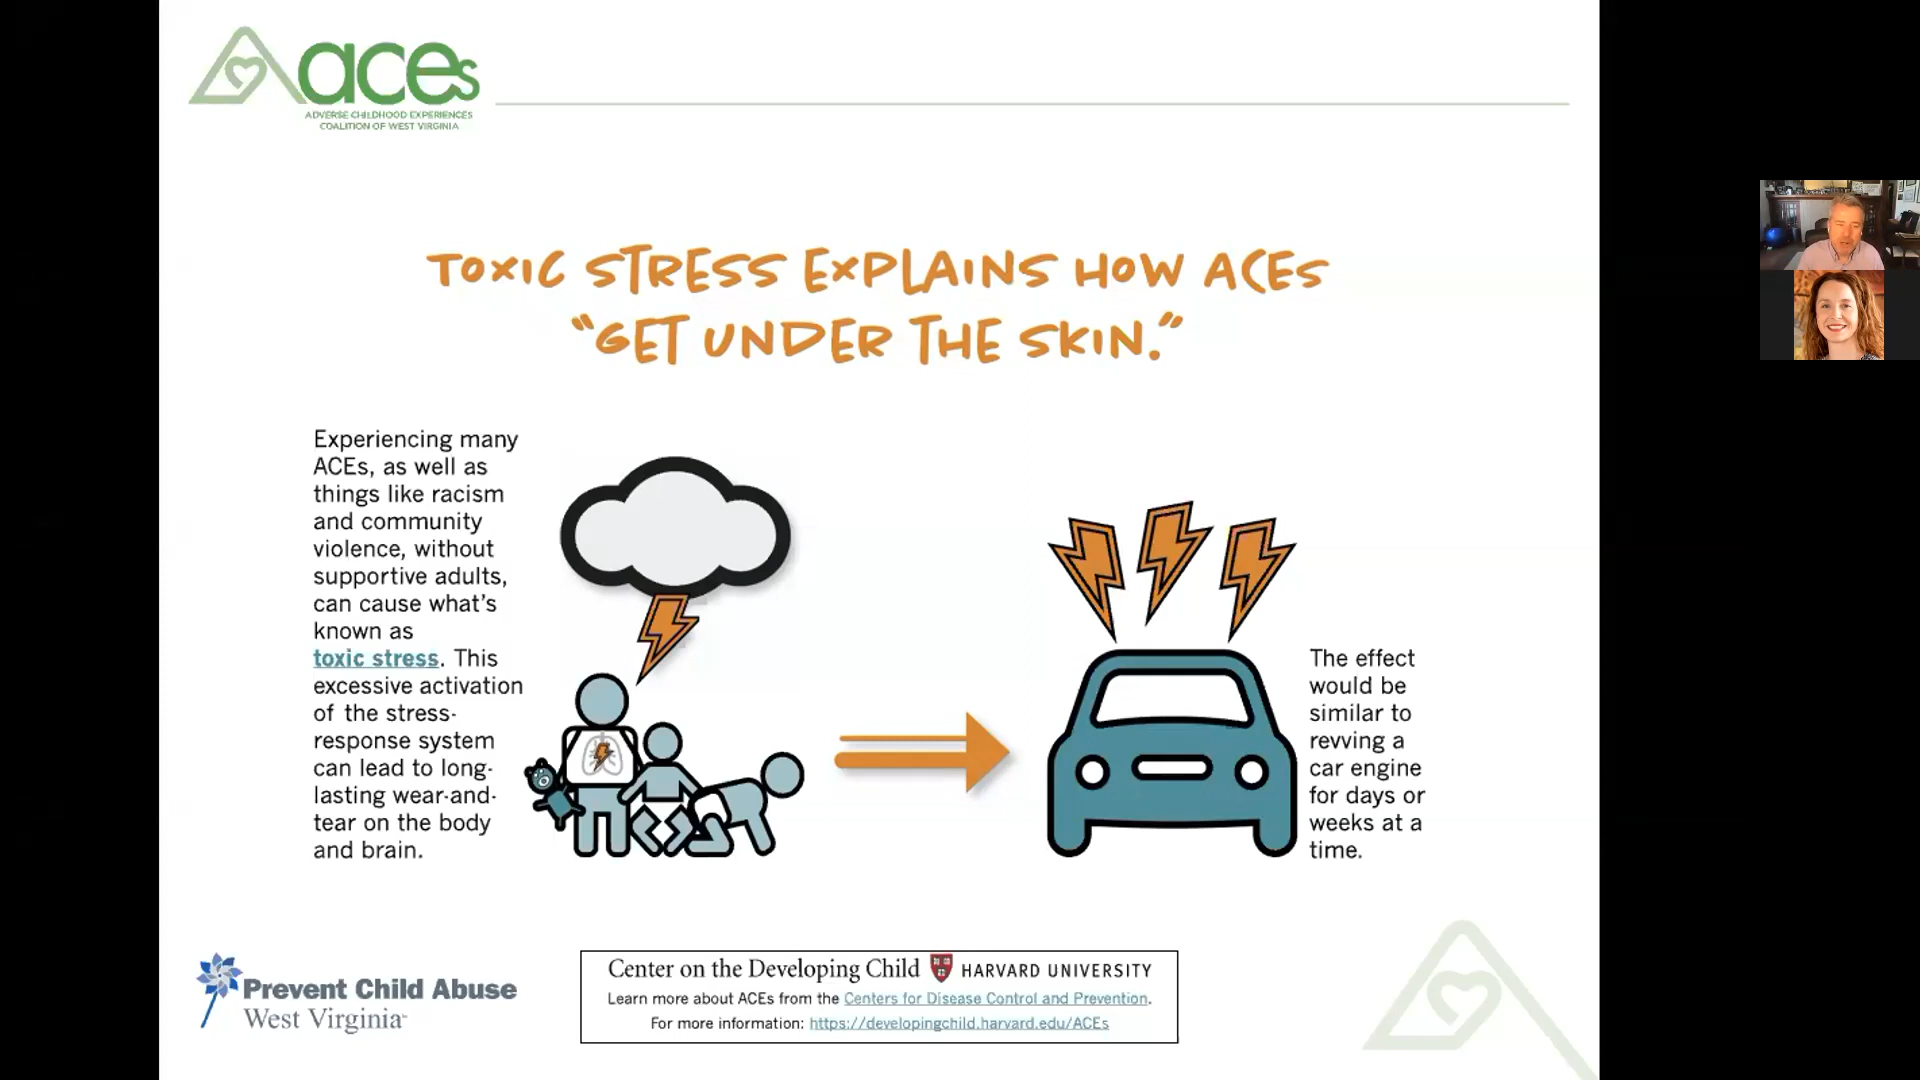 aces
ADVERSE CHILDHOOD EXPERIENCES
COALITION OF WEST VIRGINIA
TOXIC STRESS EXPLAINS HOW ACEs
“GET UNDER THE SKIN.”
Experiencing many
ACEs, as well as
things like racism
and community
violence, without
supportive adults,
can cause what’s
known as
toxic stress. This
excessive activation
of the stress-
response system
can lead to long-
lasting wear-and-
tear on the body
and brain.
The effect
would be
similar to
revving a
car engine
for days or
weeks at a
time.
Prevent Child Abuse
West Virginia
Center on the Developing Child HARVARD UNIVERSITY
Learn more about ACEs from the Centers for Disease Control and Prevention.
For more information: https://developingchild.harvard.edu/ACEs